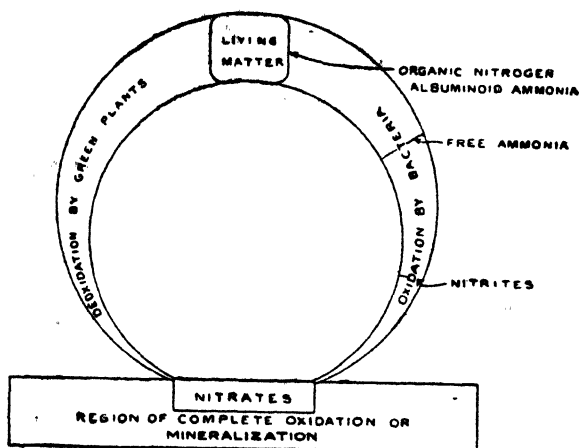 LIVING
MATTER
ORGANIC NITROGER
ALBUMINOID AMMONIA
FREE AMMONIA
NITRITES
DEOXIDATION BY GREEN PLANTS
OXIDATION BY BACTERIA
NITRATES
REGION OF COMPLETE OXIDATION OR
MINERALIZATION